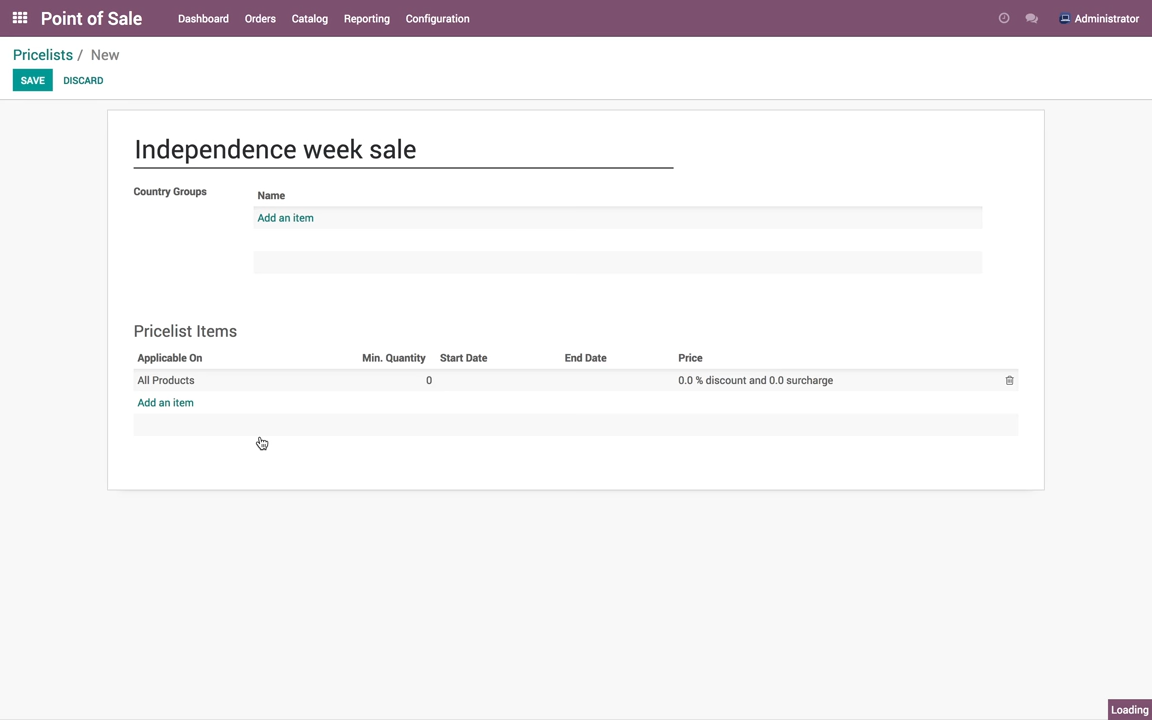 Point of Sale Dashboard Orders Catalog Reporting Configuration Administrator
Pricelists / New
SAVE DISCARD
Independence week sale
Country Groups
Name
Add an item
Pricelist Items
Applicable On Min. Quantity Start Date End Date Price
All Products 0 0.0 % discount and 0.0 surcharge
Add an item
Loading